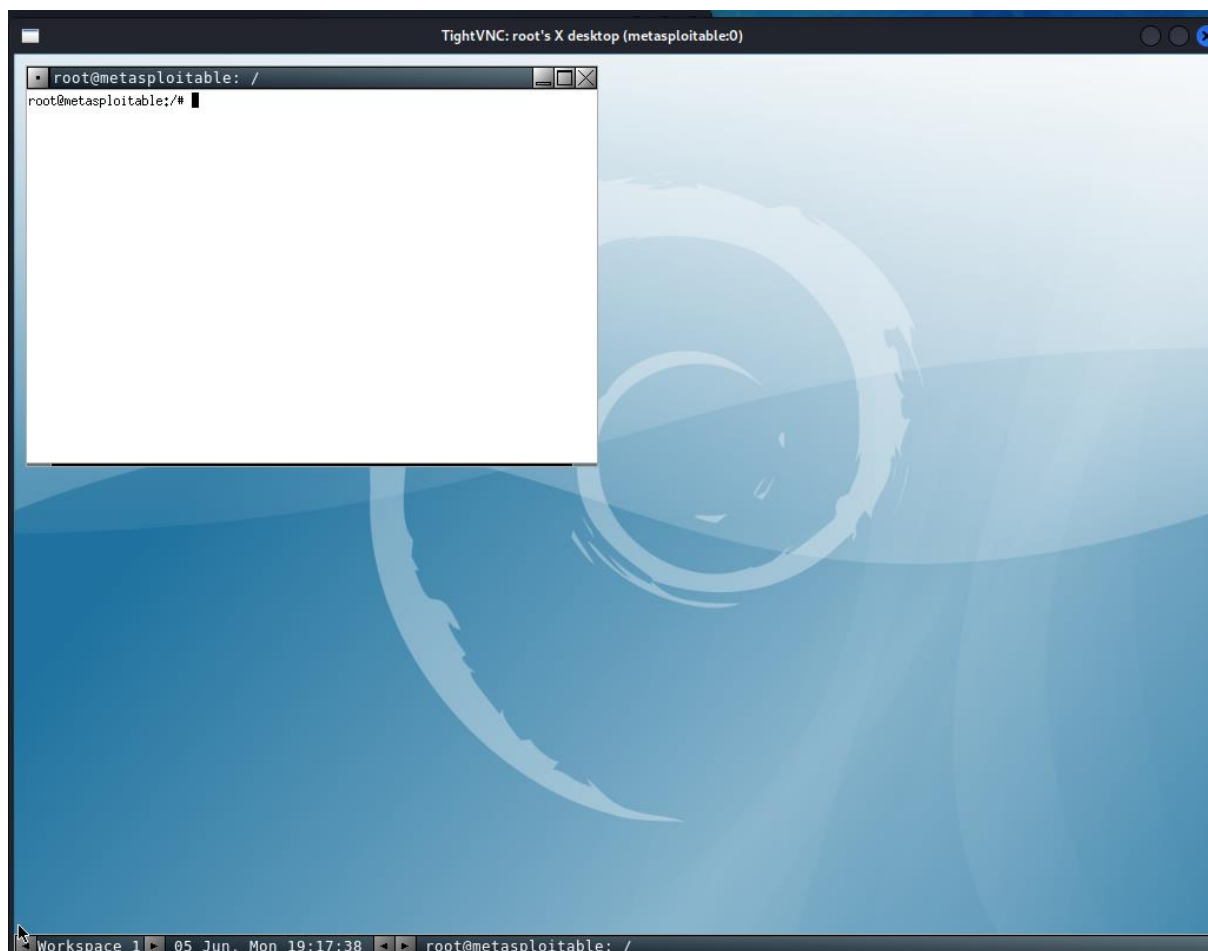 TightVNC: root's X desktop (metasploitable:0)
root@metasploitable: /
root@metasploitable:/#
Workspace 1 05 Jun, Mon 19:17:38 root@metasploitable: /